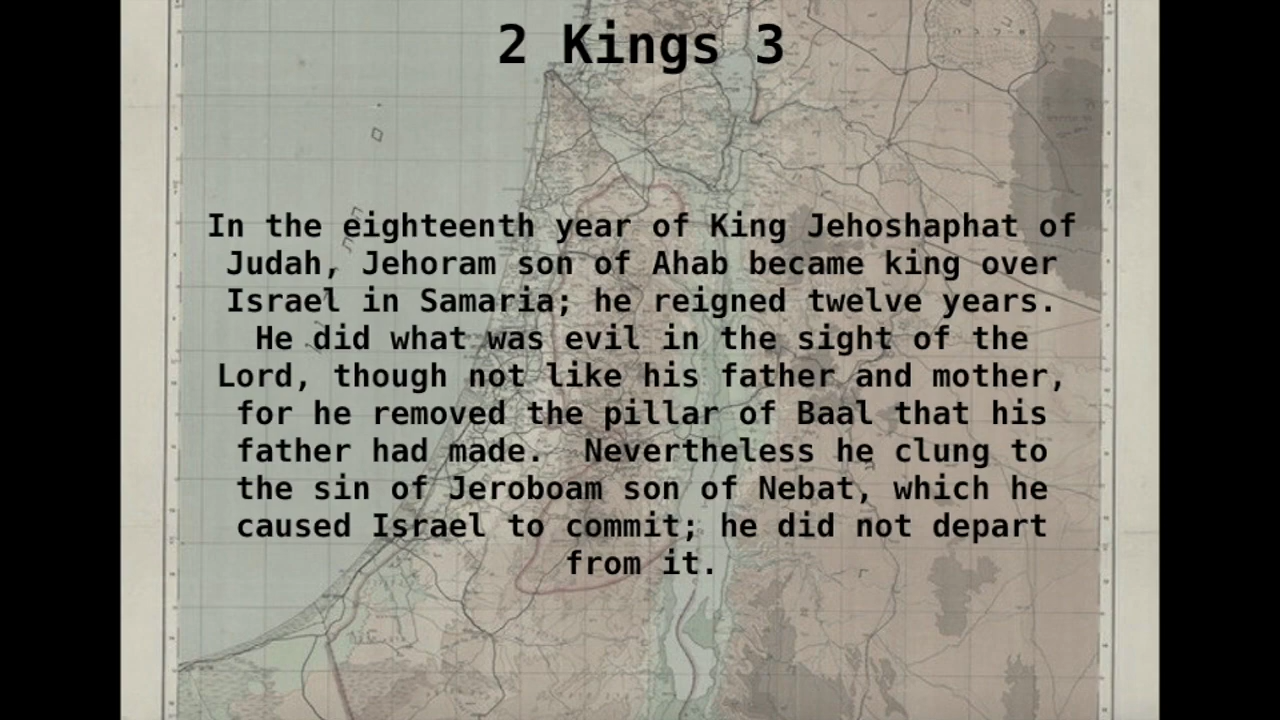 2 Kings 3
In the eighteenth year of King Jehoshaphat of
Judah, Jehoram son of Ahab became king over
Israel in Samaria; he reigned twelve years.
He did what was evil in the sight of the
Lord, though not like his father and mother,
for he removed the pillar of Baal that his
father had made.  Nevertheless he clung to
the sin of Jeroboam son of Nebat, which he
caused Israel to commit; he did not depart
from it.